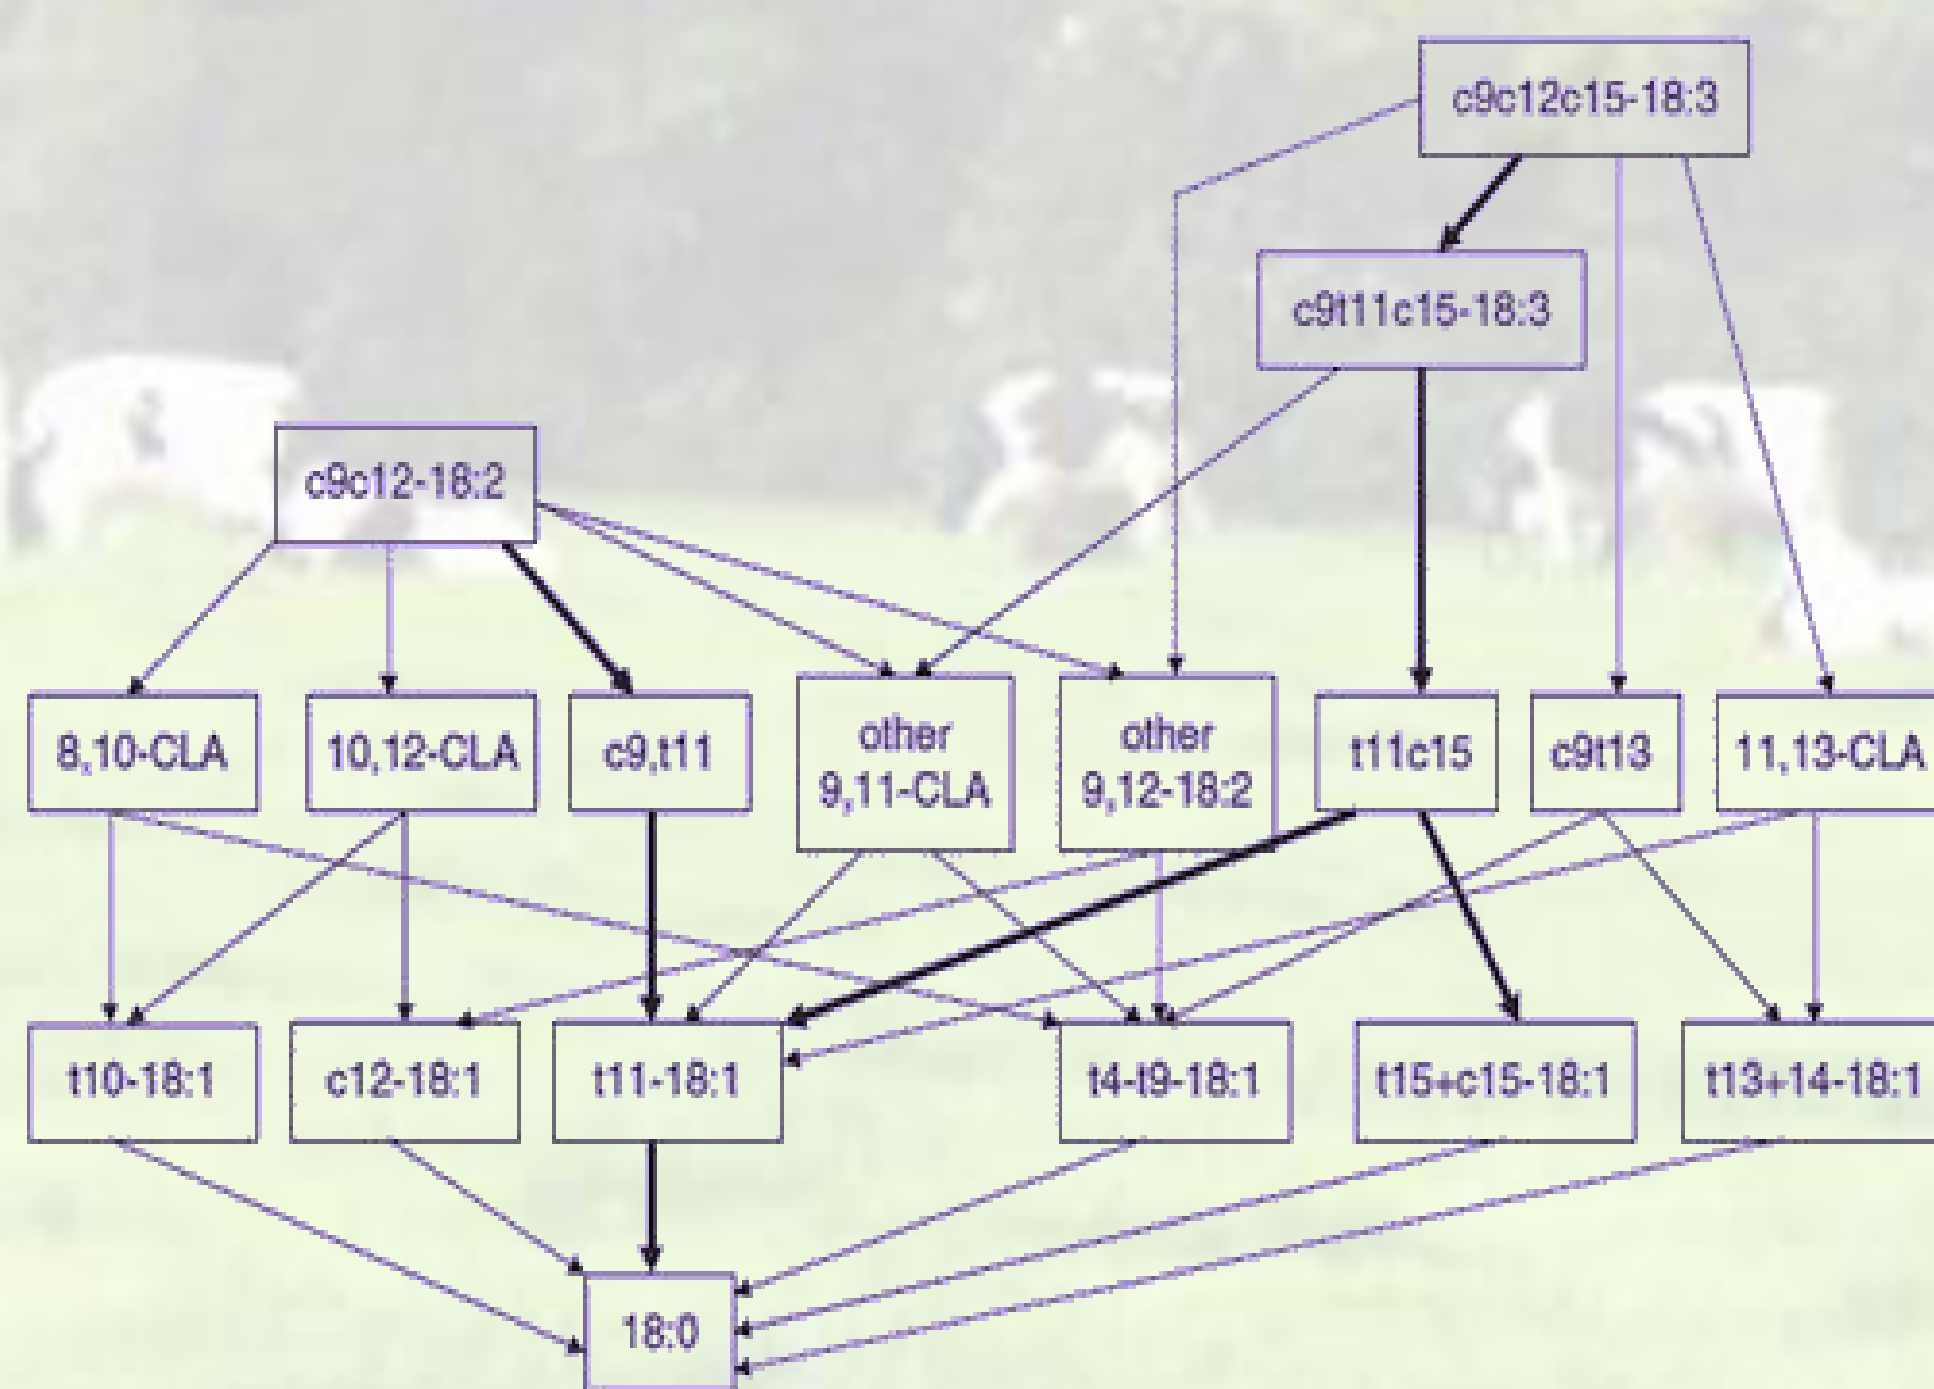 c9c12c15-18:3
c9t11c15-18:3
c9c12-18:2
8,10-CLA
10,12-CLA
c9,t11
other
9,11-CLA
other
9,12-18:2
t11c15
c9t13
11,13-CLA
t10-18:1
c12-18:1
t11-18:1
t4-t9-18:1
t15+c15-18:1
t13+14-18:1
18:0